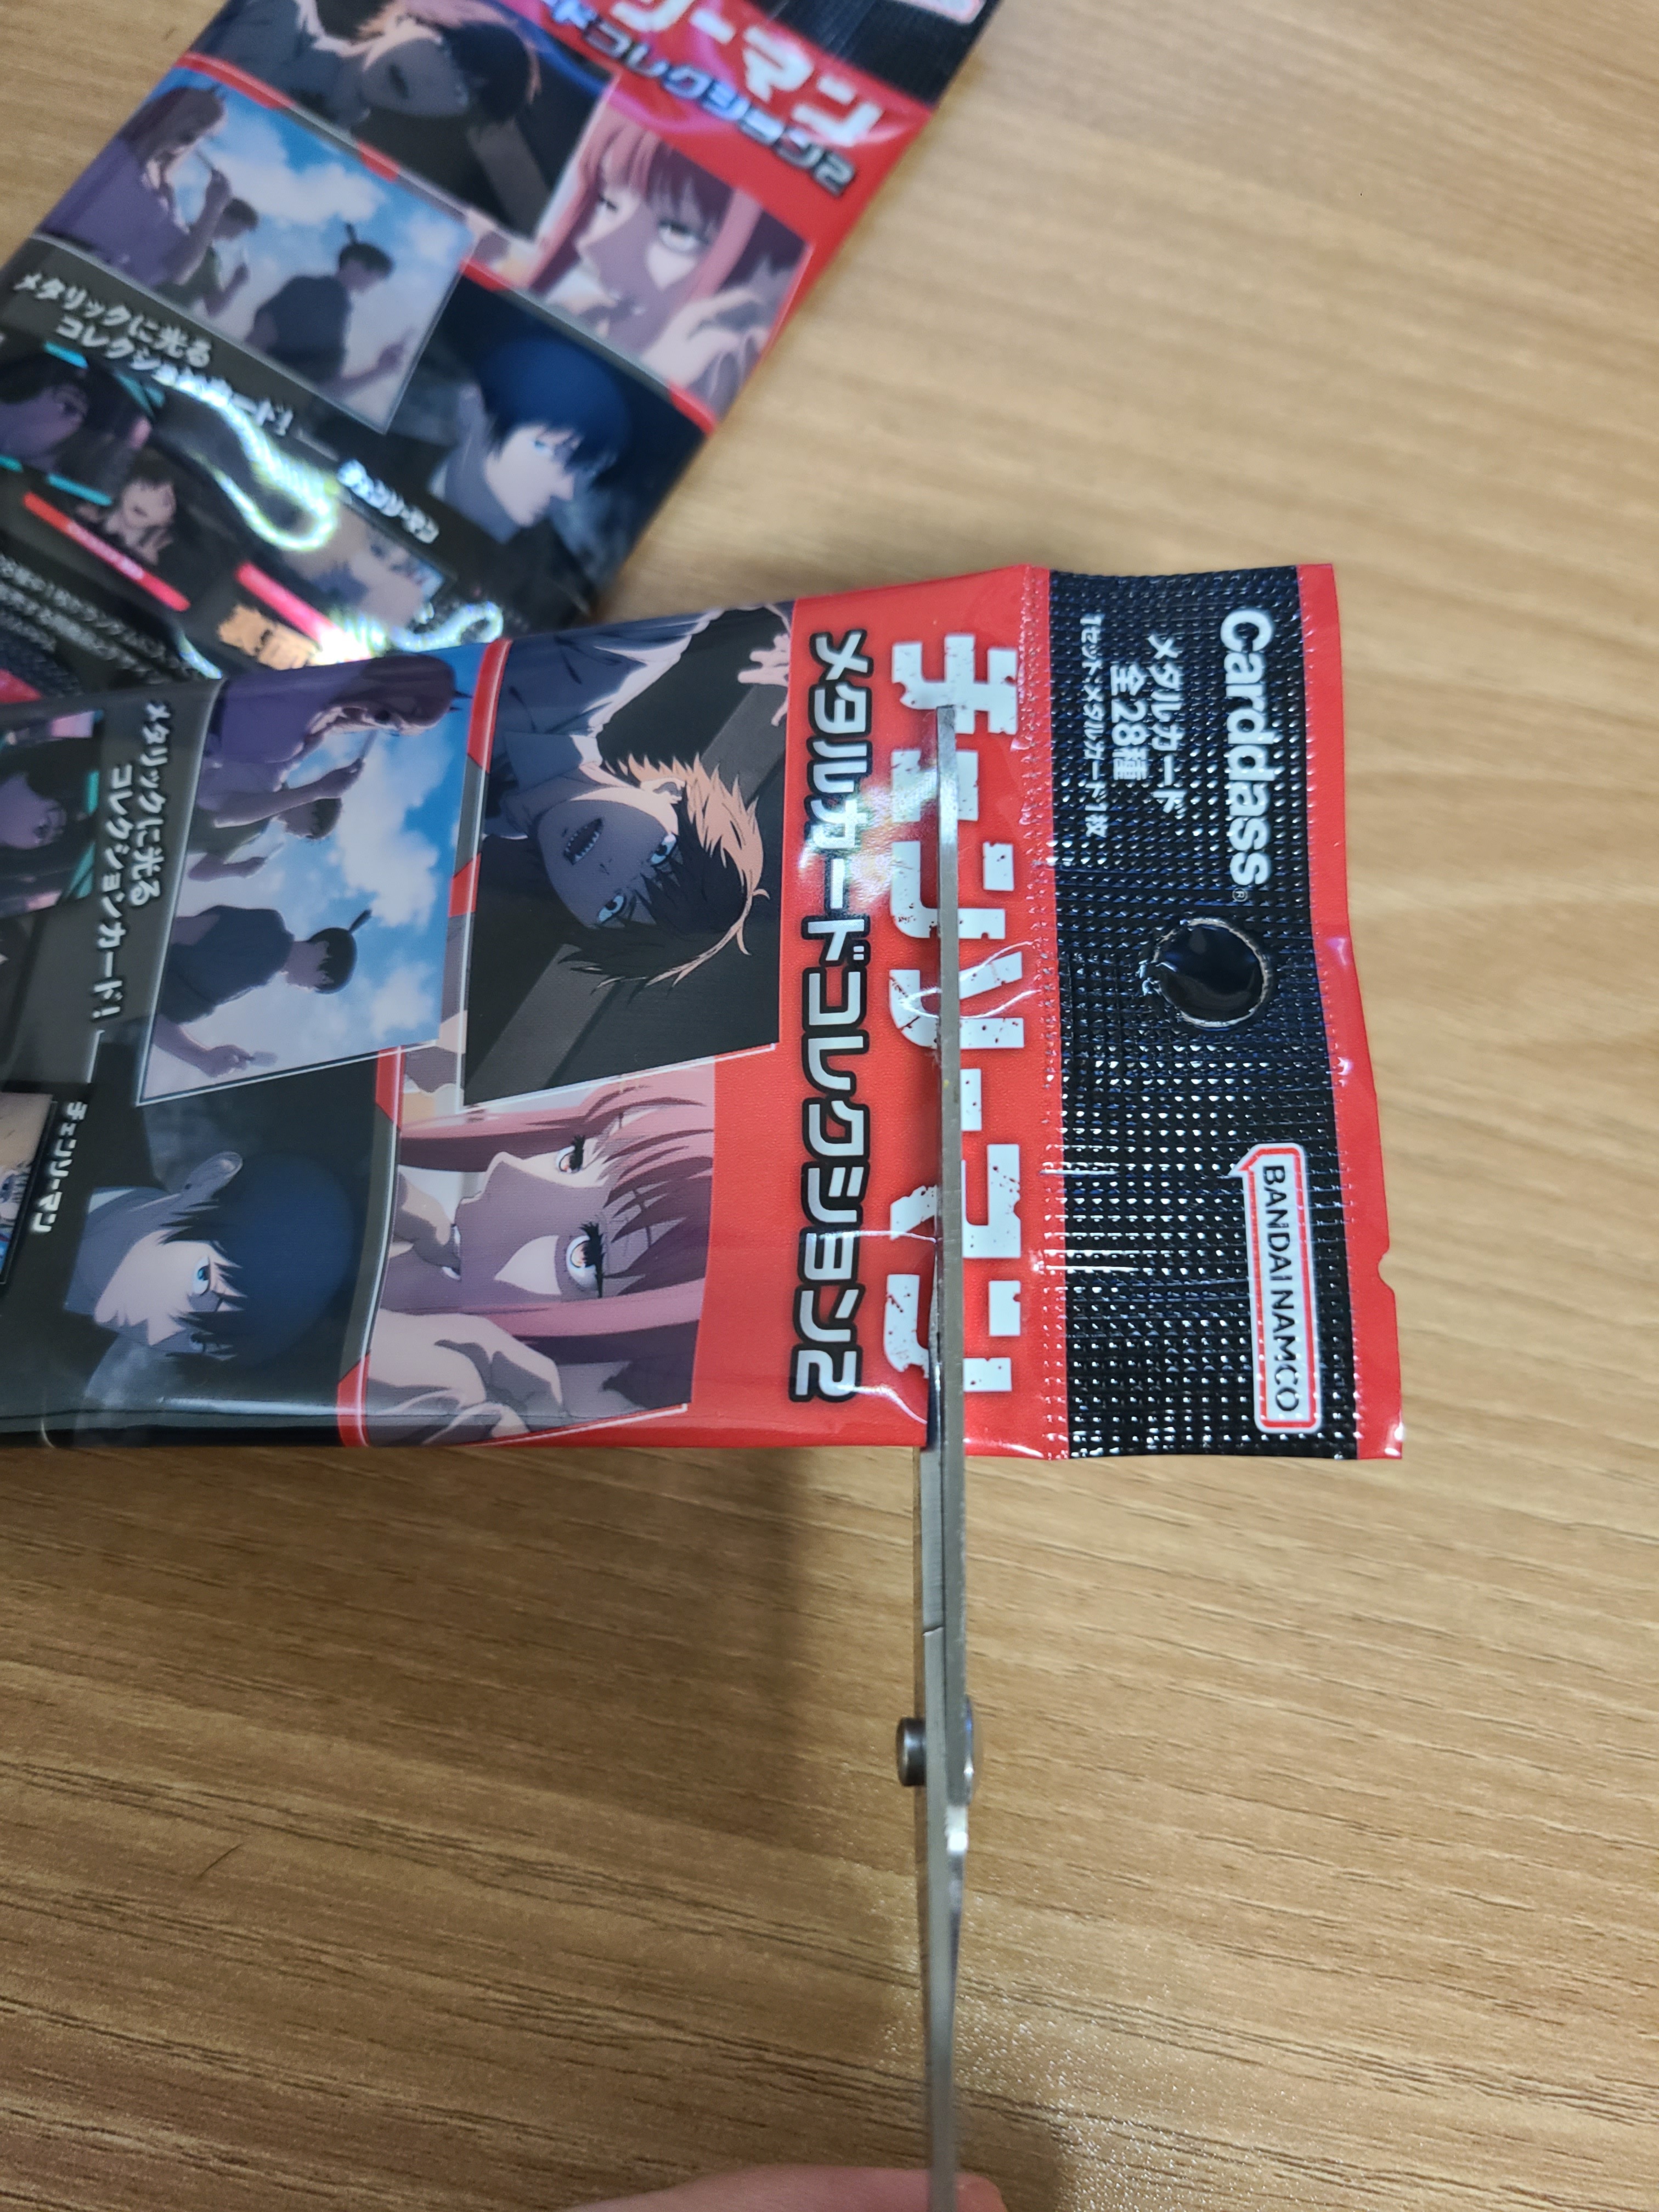 Carddass®
メタルカード
全28種
1セット・メタルカード1枚
BANDAI NAMCO
チェンソーマン
メタルカードコレクション2
メタリックに光る
コレクションカード!
チェンソーマン
ーマン
ードコレクション2
メタリックに光る
コレクションカード!
チェンソーマン